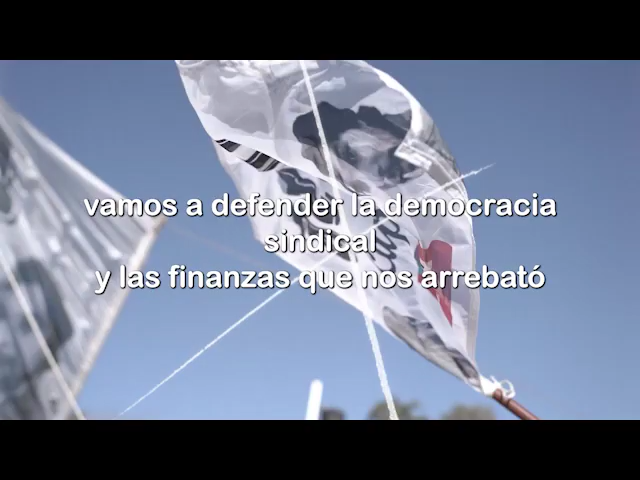 vamos a defender la democracia
sindical
y las finanzas que nos arrebató